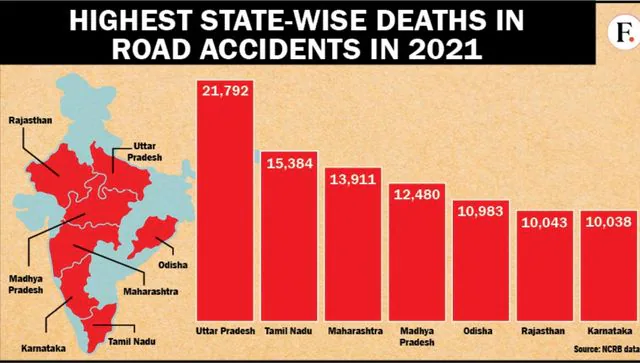 HIGHEST STATE-WISE DEATHS IN
ROAD ACCIDENTS IN 2021
F.
Rajasthan
Uttar
Pradesh
Madhya
Pradesh
Odisha
Maharashtra
Karnataka
Tamil Nadu
21,792
15,384
13,911
12,480
10,983
10,043
10,038
Uttar Pradesh
Tamil Nadu
Maharashtra
Madhya
Pradesh
Odisha
Rajasthan
Karnataka
Source: NCRB data